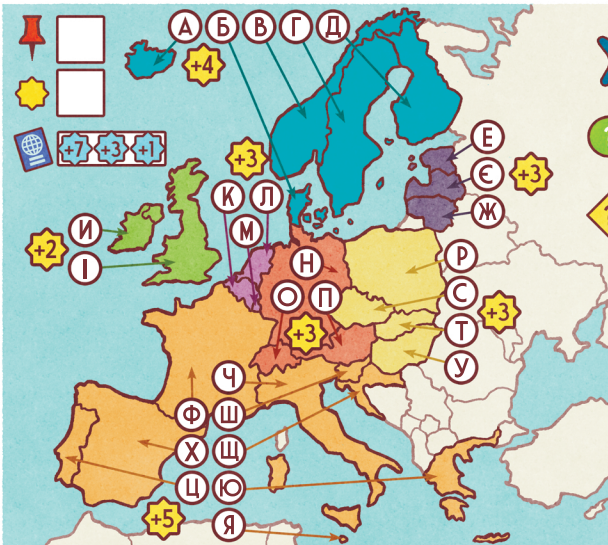 А Б В Г Д
+4
+7 +3 +1
+3
Е
Є
+3
Ж
К Л
М
И
+2
І
Н
О П
+3
Р
С
+3
Т
У
Ч
Ф Ш
Х Щ
Ц Ю
+5
Я